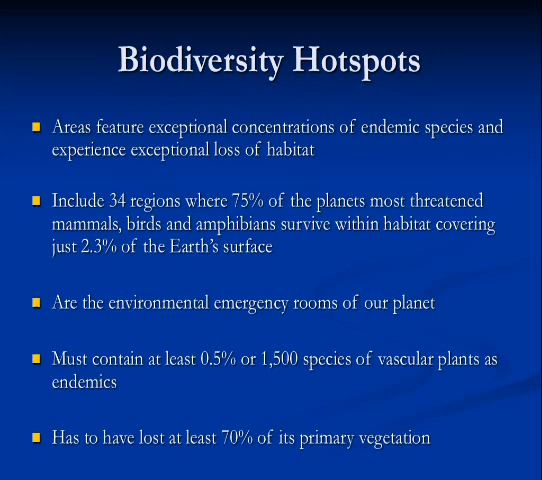 Biodiversity Hotspots
Areas feature exceptional concentrations of endemic species and
experience exceptional loss of habitat
Include 34 regions where 75% of the planets most threatened
mammals, birds and amphibians survive within habitat covering
just 2.3% of the Earth's surface
Are the environmental emergency rooms of our planet
Must contain at least 0.5% or 1,500 species of vascular plants as
endemics
Has to have lost at least 70% of its primary vegetation